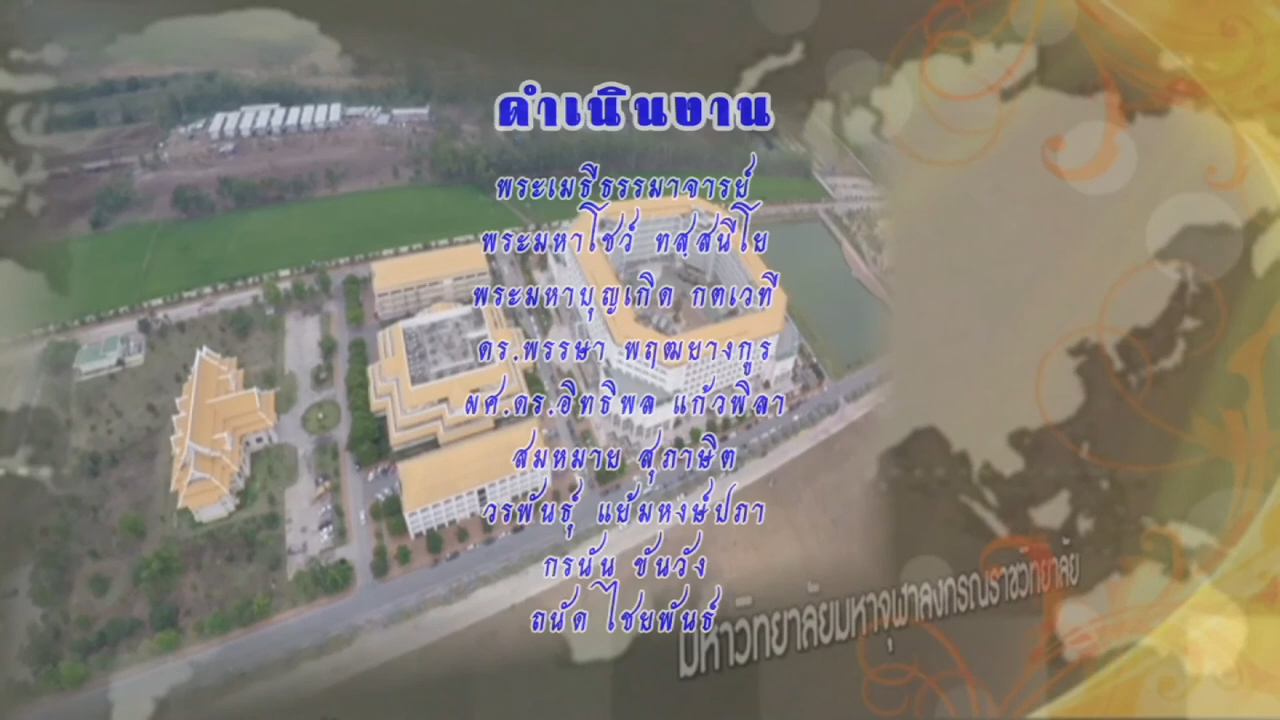 ดำเนินงาน
พระเมธีธรรมาจารย์
พระมหาโชว์ ทสฺสนีโย
พระมหาบุญเกิด กตเวที
ดร.พรรษา พฤฒยางกูร
ผศ.ดร.อิทธิพล แก้วพิลา
สมหมาย สุภาษิต
วรพันธุ์ แย้มหงษ์ปภา
กรนัน ขันวัง
ถนัด ไชยพันธ์
มหาวิทยาลัยมหาจุฬาลงกรณราชวิทยาลัย